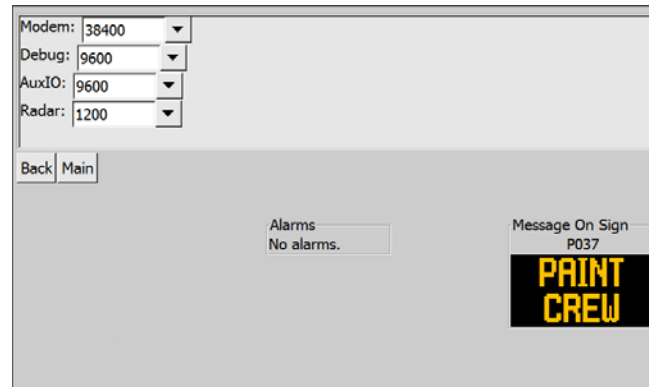 Modem: 38400
Debug: 9600
AuxIO: 9600
Radar: 1200
Back Main
Alarms
No alarms.
Message On Sign
P037
PAINT
CREW